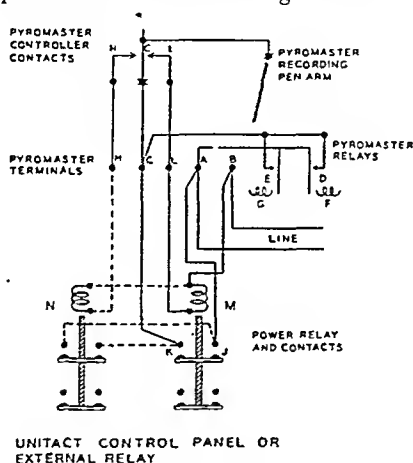 PYROMASTER
CONTROLLER
CONTACTS
H C L
PYROMASTER
RECORDING
PEN ARM
PYROMASTER
TERMINALS
H C L A B
PYROMASTER
RELAYS
E D
G F
LINE
N M
K J
POWER RELAY
AND CONTACTS
UNITACT CONTROL PANEL OR
EXTERNAL RELAY